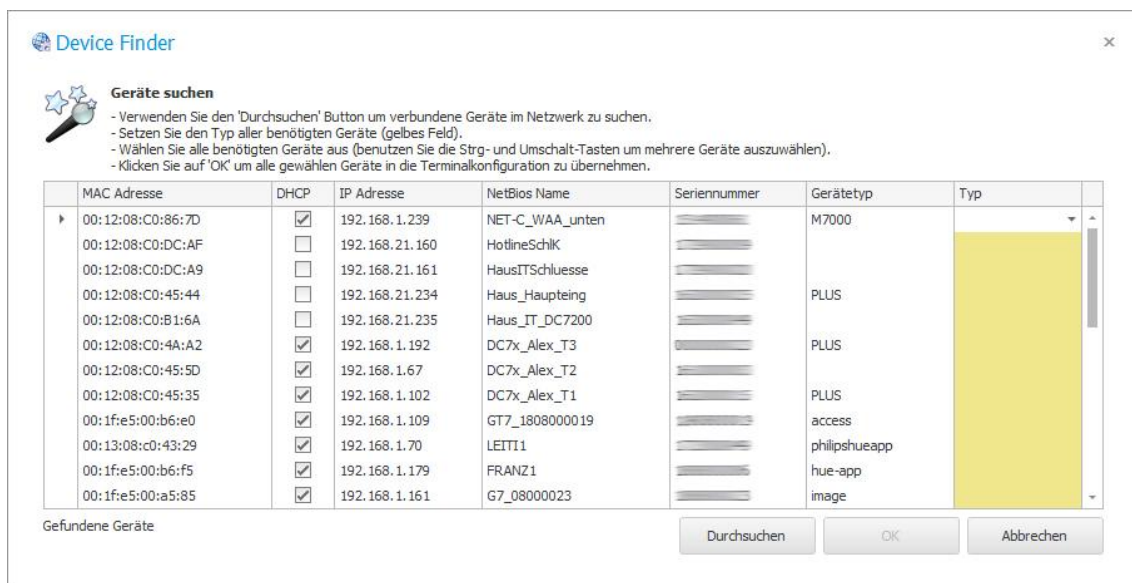 Device Finder
Geräte suchen
- Verwenden Sie den 'Durchsuchen' Button um verbundene Geräte im Netzwerk zu suchen.
- Setzen Sie den Typ aller benötigten Geräte (gelbes Feld).
- Wählen Sie alle benötigten Geräte aus (benutzen Sie die Strg- und Umschalt-Tasten um mehrere Geräte auszuwählen).
- Klicken Sie auf 'OK' um alle gewählen Geräte in die Terminalkonfiguration zu übernehmen.
MAC Adresse DHCP IP Adresse NetBios Name Seriennummer Gerätetyp Typ
00:12:08:C0:86:7D 192.168.1.239 NET-C_WAA_unten M7000
00:12:08:C0:DC:AF 192.168.21.160 HotlineSchlK
00:12:08:C0:DC:A9 192.168.21.161 HausITSchluesse
00:12:08:C0:45:44 192.168.21.234 Haus_Haupteing PLUS
00:12:08:C0:B1:6A 192.168.21.235 Haus_IT_DC7200
00:12:08:C0:4A:A2 192.168.1.192 DC7x_Alex_T3 PLUS
00:12:08:C0:45:5D 192.168.1.67 DC7x_Alex_T2
00:12:08:C0:45:35 192.168.1.102 DC7x_Alex_T1 PLUS
00:1f:e5:00:b6:e0 192.168.1.109 GT7_1808000019 access
00:13:08:c0:43:29 192.168.1.70 LEITI1 philipshueapp
00:1f:e5:00:b6:f5 192.168.1.179 FRANZ1 hue-app
00:1f:e5:00:a5:85 192.168.1.161 G7_08000023 image
Gefundene Geräte
Durchsuchen OK Abbrechen